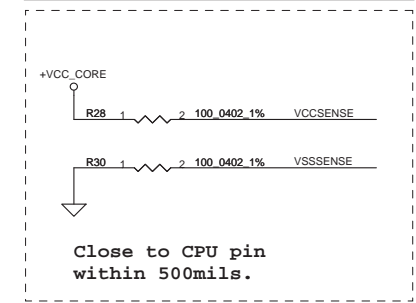 +VCC_CORE
R28 1 2 100_0402_1% VCCSENSE
R30 1 2 100_0402_1% VSSSENSE
Close to CPU pin
within 500mils.